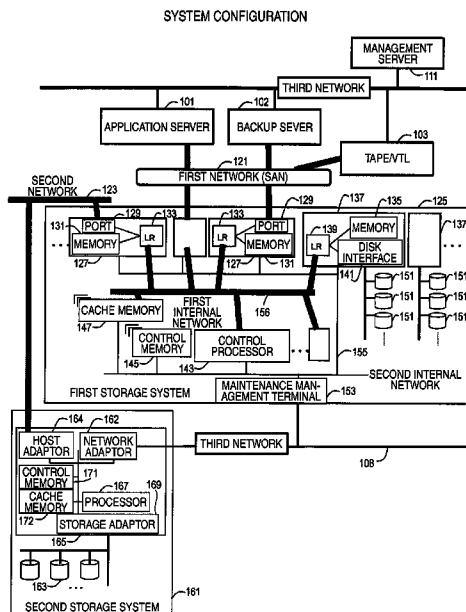 SYSTEM CONFIGURATION
MANAGEMENT
SERVER
111
THIRD NETWORK
101
102
APPLICATION SERVER
BACKUP SEVER
103
TAPE/VTL
121
FIRST NETWORK (SAN)
SECOND
NETWORK
123
129
133
133
129
137
135
125
PORT
131
MEMORY
LR
127
LR
PORT
MEMORY
127
131
139
LR
MEMORY
DISK
INTERFACE
141
137
151
151
151
151
151
151
156
FIRST
INTERNAL
NETWORK
CACHE MEMORY
147
CONTROL
MEMORY
145
CONTROL
PROCESSOR
143
155
SECOND INTERNAL
NETWORK
FIRST STORAGE SYSTEM
MAINTENANCE MAN-
AGEMENT TERMINAL
153
164
162
HOST
ADAPTOR
NETWORK
ADAPTOR
THIRD NETWORK
108
CONTROL
MEMORY
171
167
169
CACHE
MEMORY
172
PROCESSOR
STORAGE ADAPTOR
165
163
161
SECOND STORAGE SYSTEM